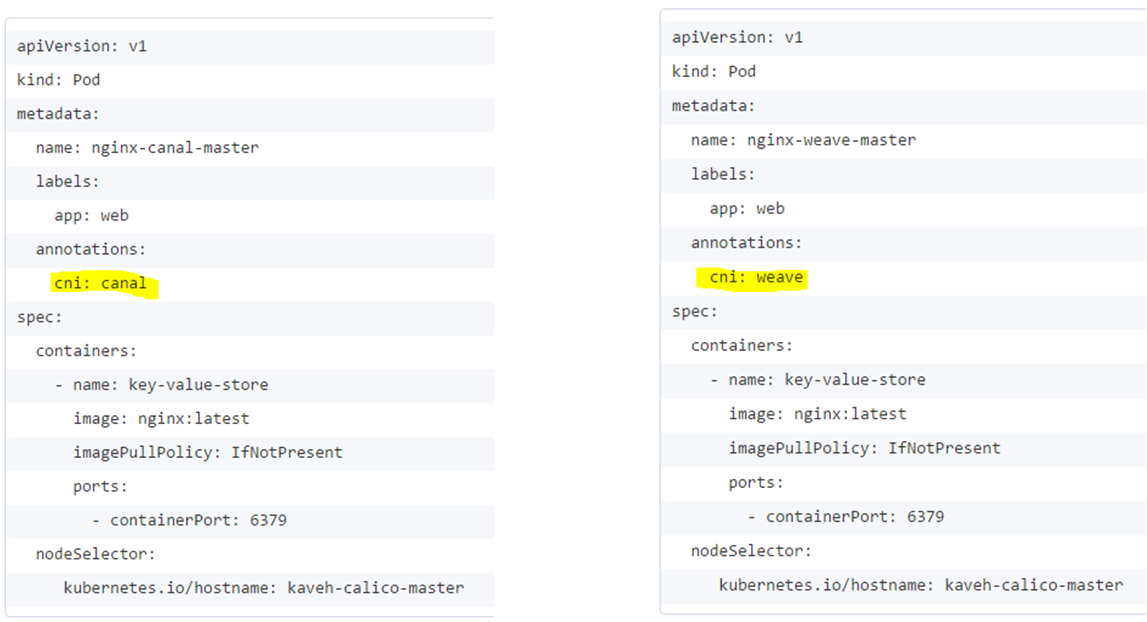 apiVersion: v1
kind: Pod
metadata:
  name: nginx-canal-master
  labels:
    app: web
  annotations:
    cni: canal
spec:
  containers:
    - name: key-value-store
      image: nginx:latest
      imagePullPolicy: IfNotPresent
      ports:
        - containerPort: 6379
  nodeSelector:
     kubernetes.io/hostname: kaveh-calico-master
apiVersion: v1
kind: Pod
metadata:
  name: nginx-weave-master
  labels:
    app: web
  annotations:
    cni: weave
spec:
  containers:
    - name: key-value-store
      image: nginx:latest
      imagePullPolicy: IfNotPresent
      ports:
        - containerPort: 6379
  nodeSelector:
     kubernetes.io/hostname: kaveh-calico-master